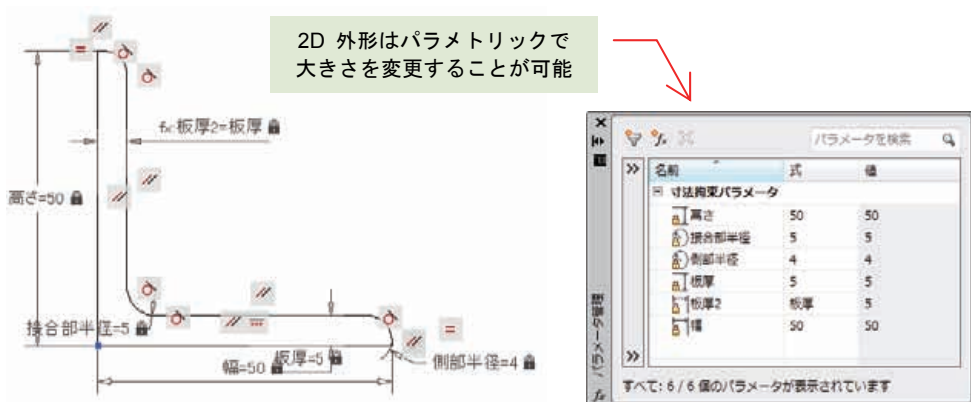 2D 外形はパラメトリックで
大きさを変更することが可能
fx:板厚2=板厚
高さ=50
接合部半径=5
板厚=5
幅=50
側部半径=4
パラメータを検索
名前 式 値
寸法拘束パラメータ
高さ 50 50
接合部半径 5 5
側部半径 4 4
板厚 5 5
板厚2 板厚 5
幅 50 50
パラメータ管理
すべて: 6 / 6 個のパラメータが表示されています